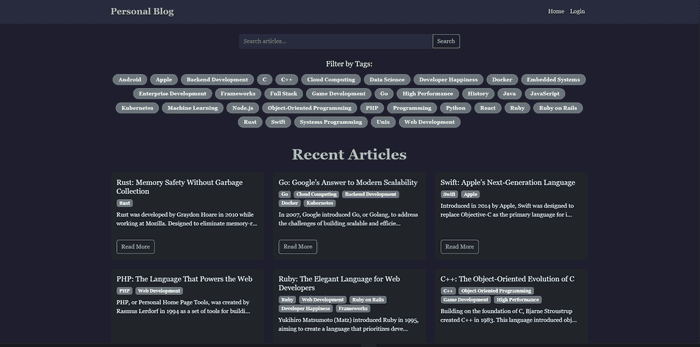 Personal Blog
Home Login
Search articles... Search
Filter by Tags:
Android Apple Backend Development C C++ Cloud Computing Data Science Developer Happiness Docker Embedded Systems
Enterprise Development Frameworks Full Stack Game Development Go High Performance History Java JavaScript
Kubernetes Machine Learning Node.js Object-Oriented Programming PHP Programming Python React Ruby Ruby on Rails
Rust Swift Systems Programming Unix Web Development
Recent Articles
Rust: Memory Safety Without Garbage
Collection
Rust
Rust was developed by Graydon Hoare in 2010 while
working at Mozilla. Designed to eliminate memory-r...
Read More
Go: Google's Answer to Modern Scalability
Go Cloud Computing Backend Development
Docker Kubernetes
In 2007, Google introduced Go, or Golang, to address
the challenges of building scalable and efficie...
Read More
Swift: Apple's Next-Generation Language
Swift Apple
Introduced in 2014 by Apple, Swift was designed to
replace Objective-C as the primary language for i...
Read More
PHP: The Language That Powers the Web
PHP Web Development
PHP, or Personal Home Page Tools, was created by
Rasmus Lerdorf in 1994 as a set of tools for buildi...
Ruby: The Elegant Language for Web
Developers
Ruby Web Development Ruby on Rails
Developer Happiness Frameworks
Yukihiro Matsumoto (Matz) introduced Ruby in 1995,
aiming to create a language that prioritizes deve...
C++: The Object-Oriented Evolution of C
C++ Object-Oriented Programming
Game Development High Performance
Building on the foundation of C, Bjarne Stroustrup
created C++ in 1983. This language introduced obj...